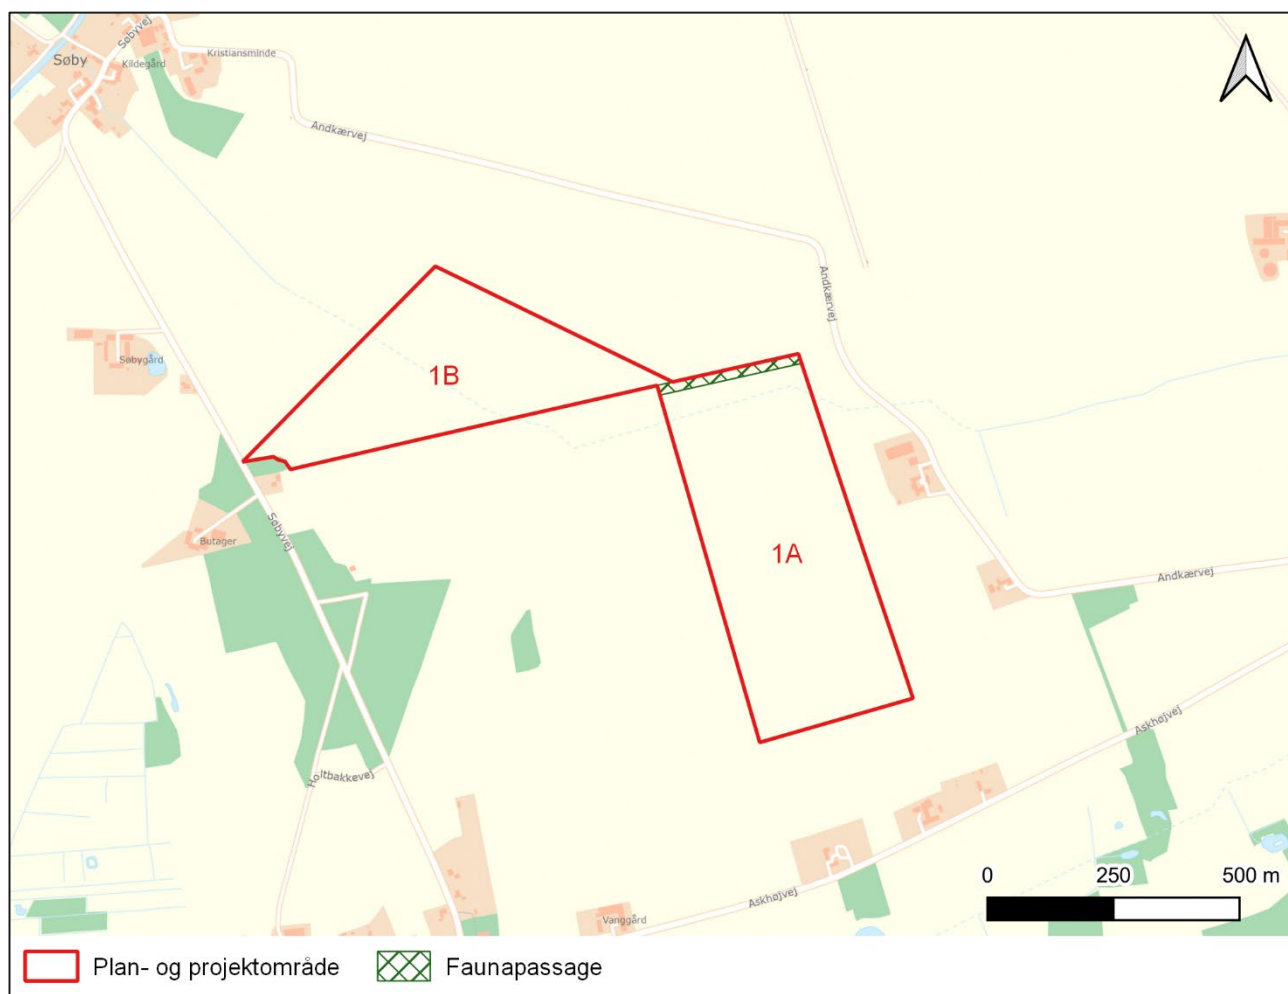 Søbyvej
Søby
Kildegård
Kristiansminde
Andkærvej
Andkærvej
Søbygård
1B
Søbyvej
Butager
1A
Andkærvej
Askhøjvej
Holtbakkevej
Askhøjvej
Vanggård
0 250 500 m
Plan- og projektområde Faunapassage